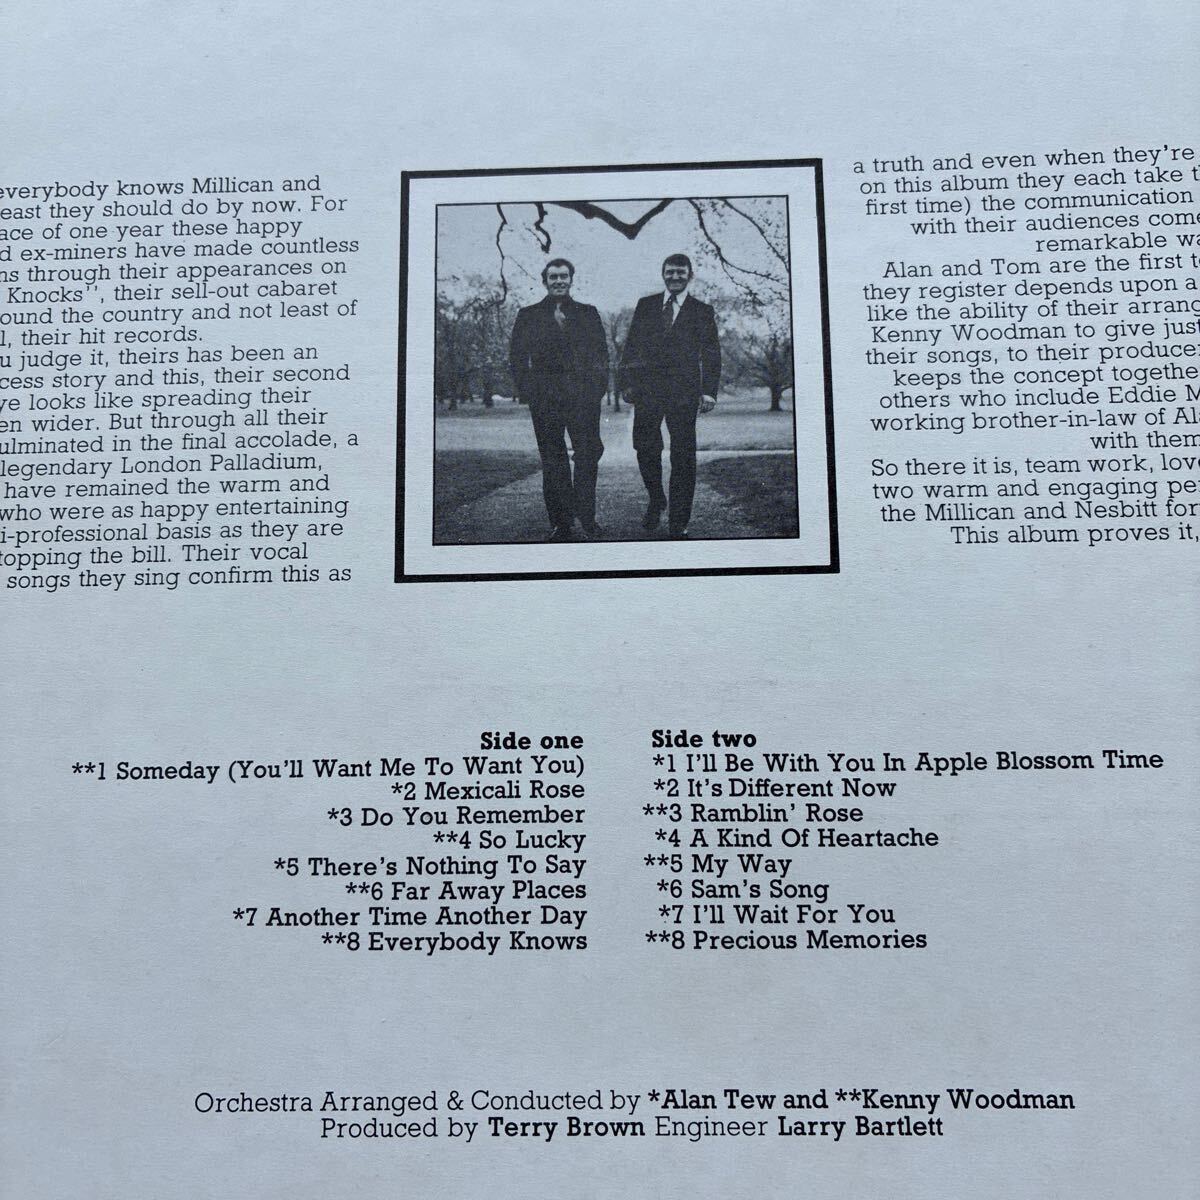 everybody knows Millican and
east they should do by now. For
ace of one year these happy
d ex-miners have made countless
ns through their appearances on
Knocks", their sell-out cabaret
ound the country and not least of
l, their hit records.
u judge it, theirs has been an
cess story and this, their second
ve looks like spreading their
en wider. But through all their
ulminated in the final accolade, a
legendary London Palladium,
have remained the warm and
who were as happy entertaining
i-professional basis as they are
topping the bill. Their vocal
songs they sing confirm this as
a truth and even when they're
on this album they each take t
first time) the communication
with their audiences come
remarkable wa
Alan and Tom are the first to
they register depends upon a
like the ability of their arrang
Kenny Woodman to give just
their songs, to their produce
keeps the concept together
others who include Eddie M
working brother-in-law of Al
with them
So there it is, team work, love
two warm and engaging pe
the Millican and Nesbitt for
This album proves it,
Side one
**1 Someday (You'll Want Me To Want You)
*2 Mexicali Rose
*3 Do You Remember
**4 So Lucky
*5 There's Nothing To Say
**6 Far Away Places
*7 Another Time Another Day
**8 Everybody Knows
Side two
*1 I'll Be With You In Apple Blossom Time
*2 It's Different Now
**3 Ramblin' Rose
*4 A Kind Of Heartache
**5 My Way
*6 Sam's Song
*7 I'll Wait For You
**8 Precious Memories
Orchestra Arranged & Conducted by *Alan Tew and **Kenny Woodman
Produced by Terry Brown Engineer Larry Bartlett